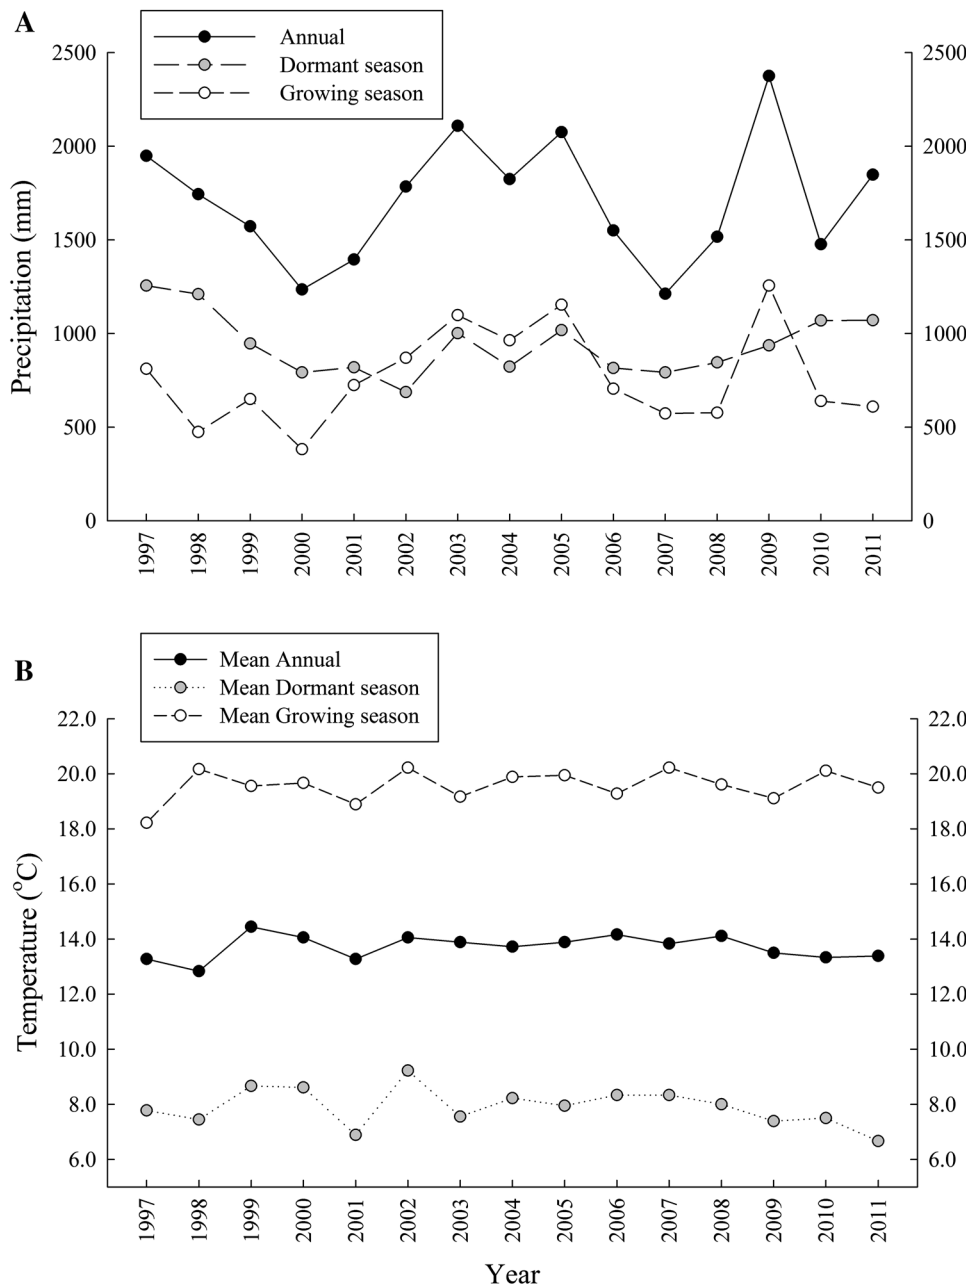 A
Annual
Dormant season
Growing season
2500 2500
2000 2000
1500 1500
1000 1000
500 500
0 0
Precipitation (mm)
1997 1998 1999 2000 2001 2002 2003 2004 2005 2006 2007 2008 2009 2010 2011
B
Mean Annual
Mean Dormant season
Mean Growing season
22.0 22.0
20.0 20.0
18.0 18.0
16.0 16.0
14.0 14.0
12.0 12.0
10.0 10.0
8.0 8.0
6.0 6.0
Temperature (°C)
1997 1998 1999 2000 2001 2002 2003 2004 2005 2006 2007 2008 2009 2010 2011
Year